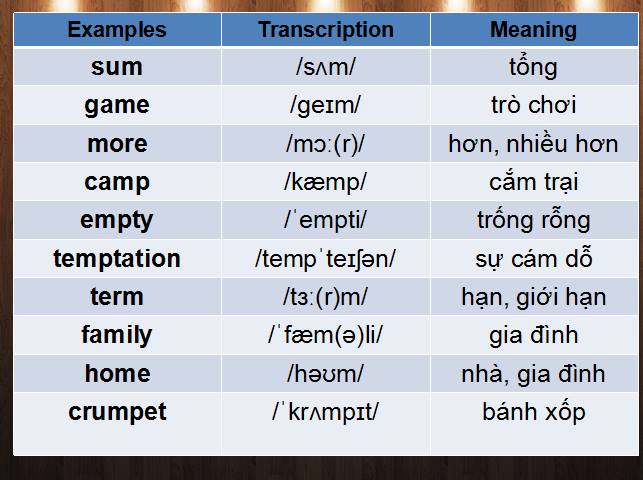 Examples Transcription Meaning
sum /sʌm/ tổng
game /geɪm/ trò chơi
more /mɔː(r)/ hơn, nhiều hơn
camp /kæmp/ cắm trại
empty /ˈempti/ trống rỗng
temptation /tempˈteɪʃən/ sự cám dỗ
term /tɜː(r)m/ hạn, giới hạn
family /ˈfæm(ə)li/ gia đình
home /həʊm/ nhà, gia đình
crumpet /ˈkrʌmpɪt/ bánh xốp